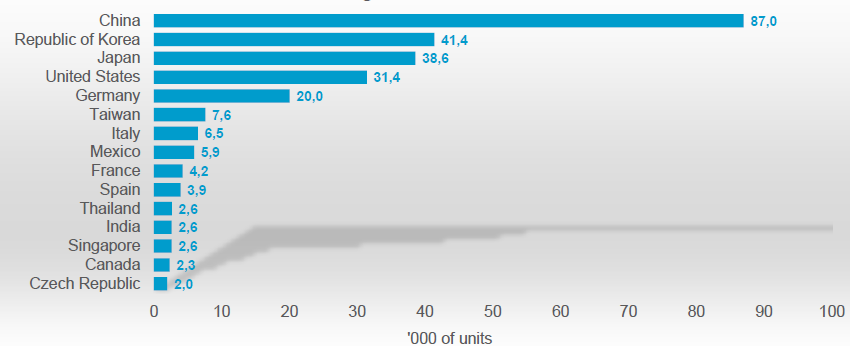 China 87,0
Republic of Korea 41,4
Japan 38,6
United States 31,4
Germany 20,0
Taiwan 7,6
Italy 6,5
Mexico 5,9
France 4,2
Spain 3,9
Thailand 2,6
India 2,6
Singapore 2,6
Canada 2,3
Czech Republic 2,0
0 10 20 30 40 50 60 70 80 90 100
'000 of units